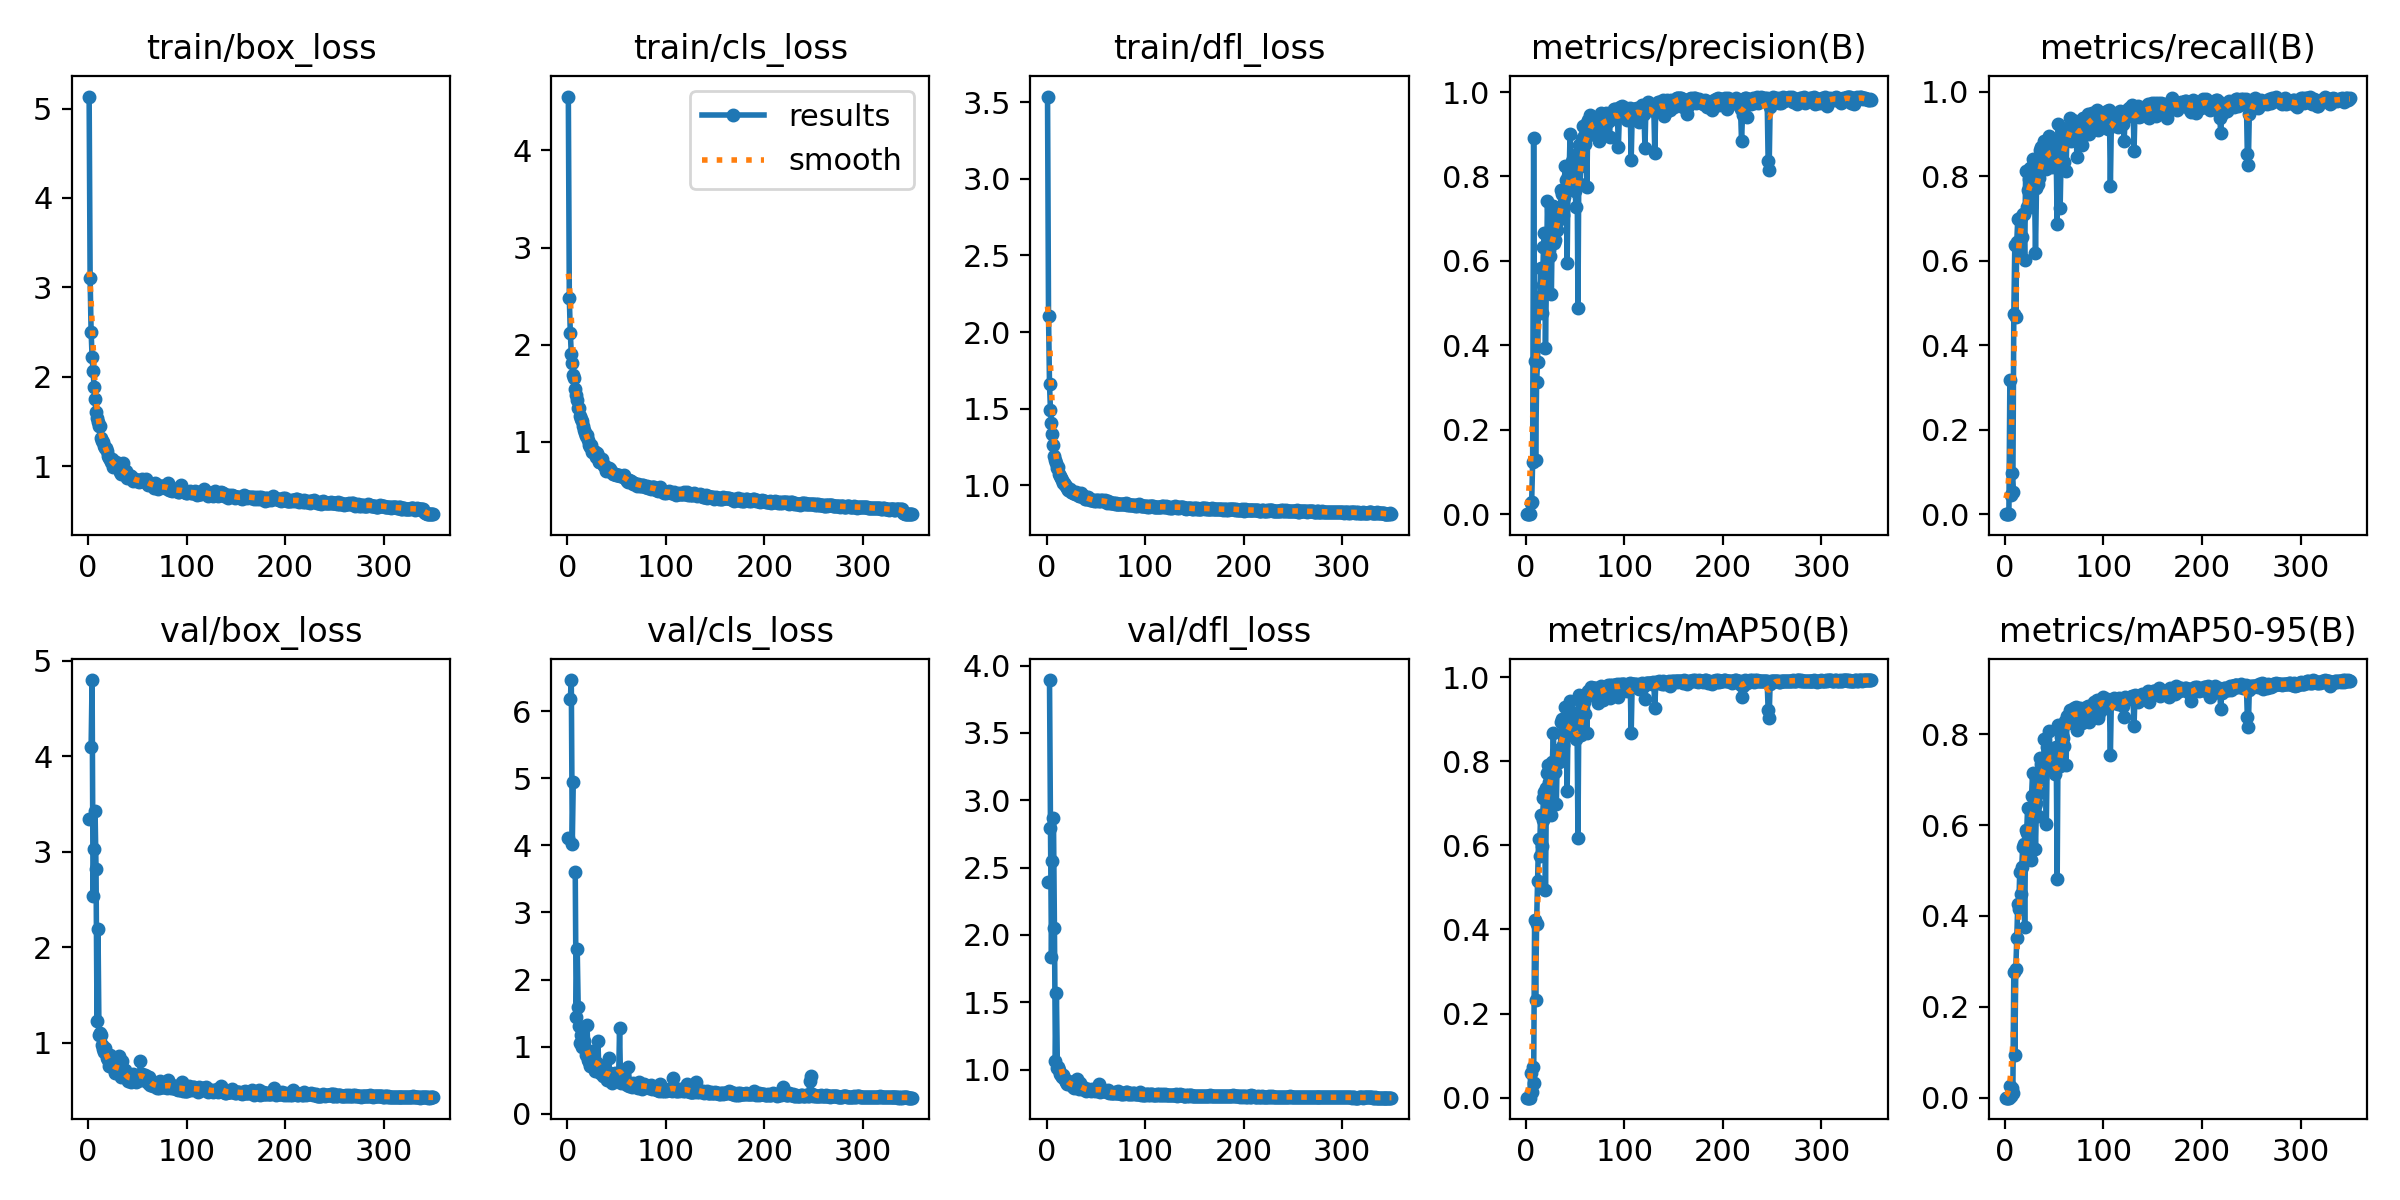 train/box_loss
train/cls_loss
train/dfl_loss
metrics/precision(B)
metrics/recall(B)
5
4
3
2
1
0 100 200 300
4
3
2
1
results
smooth
0 100 200 300
3.5
3.0
2.5
2.0
1.5
1.0
0 100 200 300
1.0
0.8
0.6
0.4
0.2
0.0
0 100 200 300
1.0
0.8
0.6
0.4
0.2
0.0
0 100 200 300
val/box_loss
val/cls_loss
val/dfl_loss
metrics/mAP50(B)
metrics/mAP50-95(B)
5
4
3
2
1
0 100 200 300
6
5
4
3
2
1
0
0 100 200 300
4.0
3.5
3.0
2.5
2.0
1.5
1.0
0 100 200 300
1.0
0.8
0.6
0.4
0.2
0.0
0 100 200 300
0.8
0.6
0.4
0.2
0.0
0 100 200 300